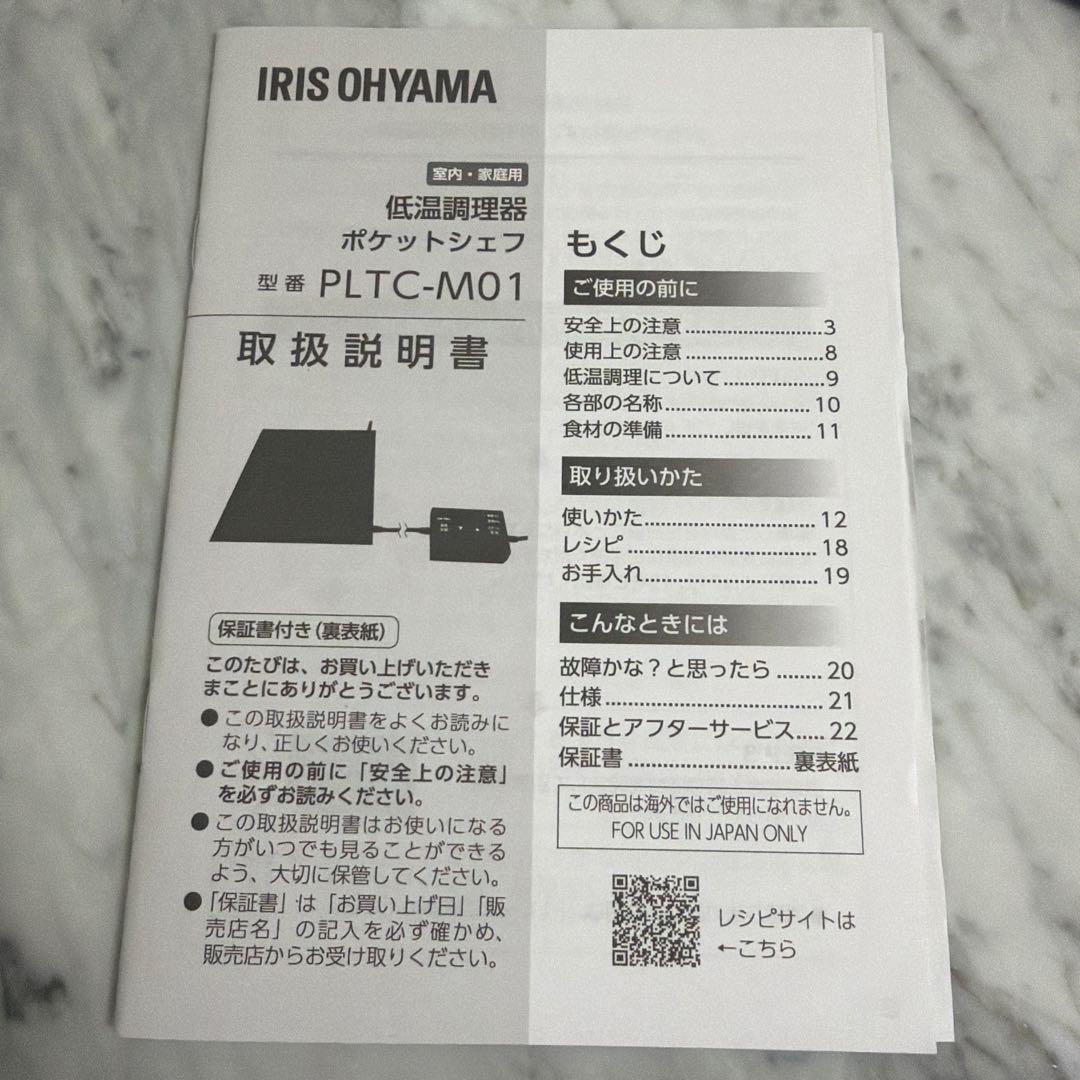 IRIS OHYAMA
室内・家庭用
低温調理器
ポケットシェフ
型番 PLTC-M01
取扱説明書
保証書付き(裏表紙)
このたびは、お買い上げいただき
まことにありがとうございます。
●この取扱説明書をよくお読みに
なり、正しくお使いください。
●ご使用の前に「安全上の注意」
を必ずお読みください。
●この取扱説明書はお使いになる
方がいつでも見ることができる
よう、大切に保管してください。
●「保証書」は「お買い上げ日」「販
売店名」の記入を必ず確かめ、
販売店からお受け取りください。
もくじ
ご使用の前に
安全上の注意..........................3
使用上の注意..........................8
低温調理について...................9
各部の名称............................10
食材の準備............................11
取り扱いかた
使いかた................................12
レシピ....................................18
お手入れ................................19
こんなときには
故障かな?と思ったら........20
仕様........................................21
保証とアフターサービス.....22
保証書............................裏表紙
この商品は海外ではご使用になれません。
FOR USE IN JAPAN ONLY
レシピサイトは
←こちら